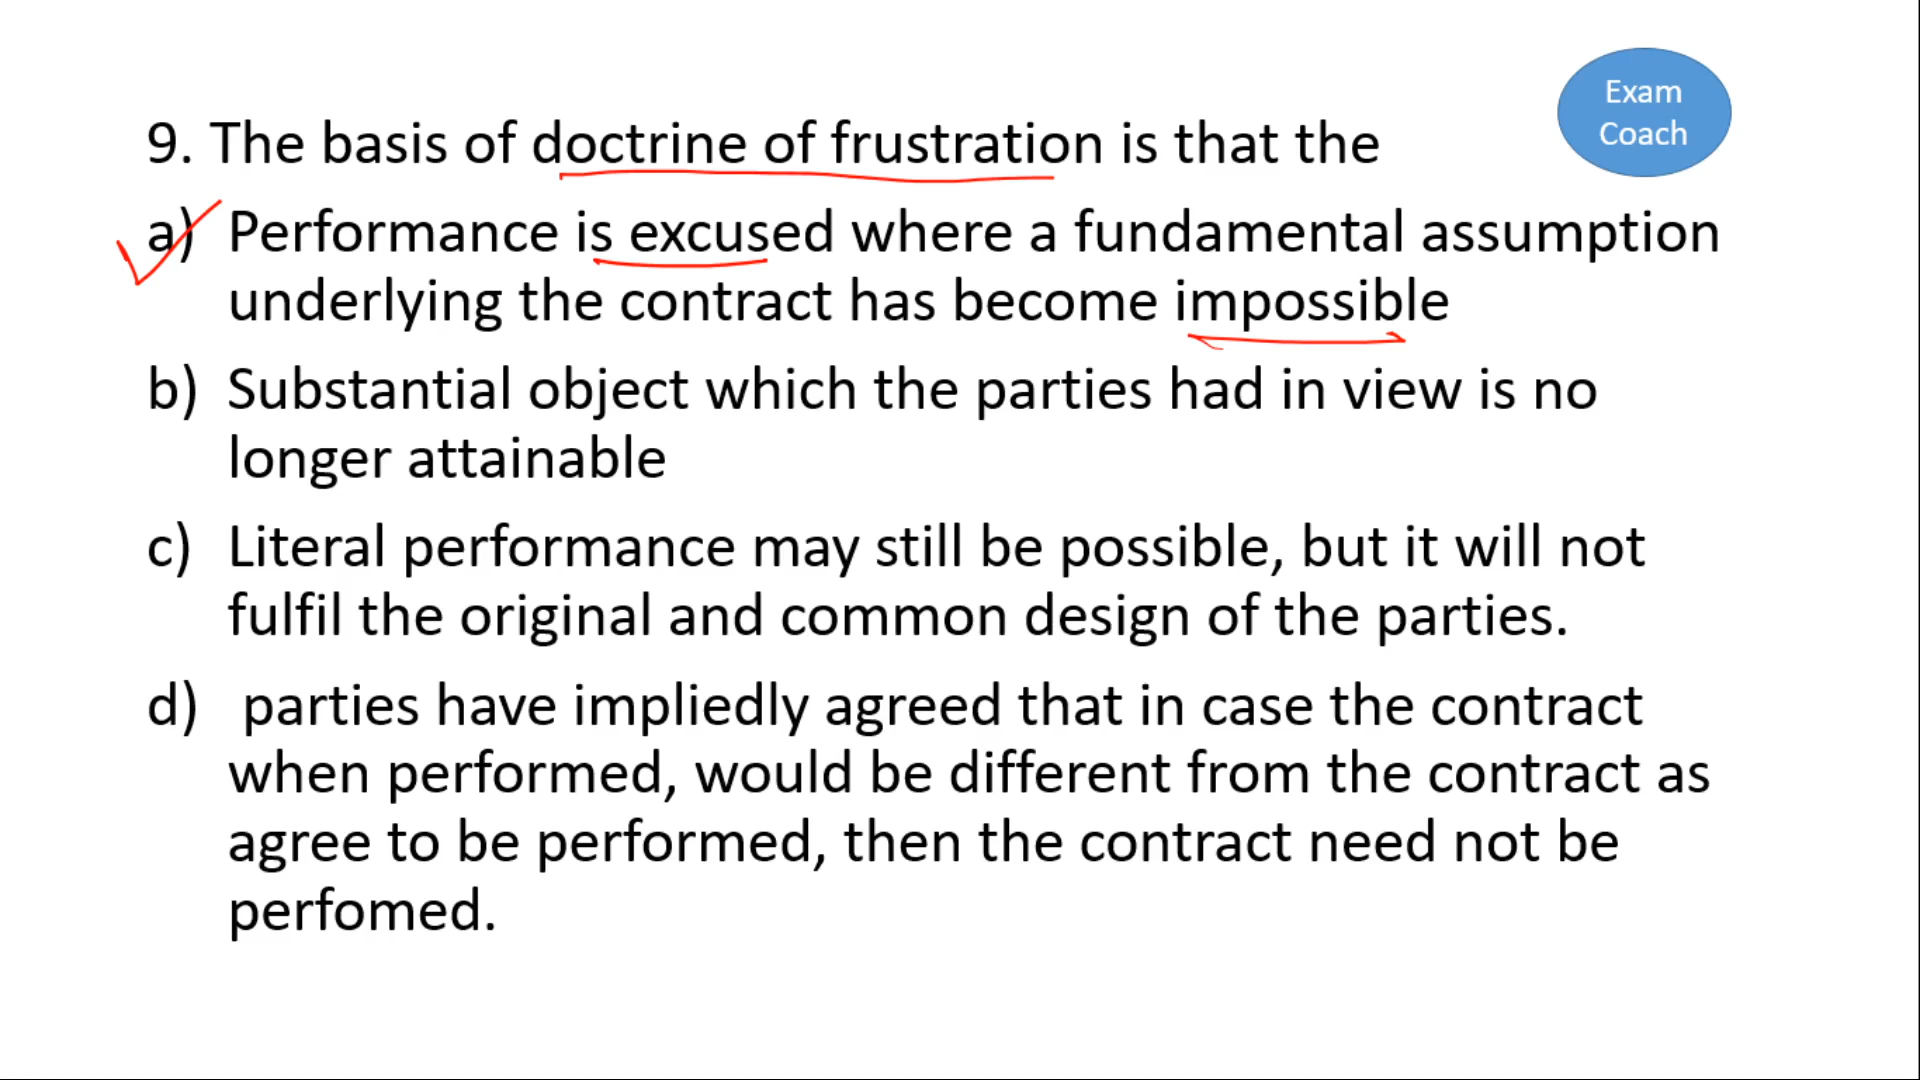 Exam
Coach
9. The basis of doctrine of frustration is that the
a) Performance is excused where a fundamental assumption
underlying the contract has become impossible
b) Substantial object which the parties had in view is no
longer attainable
c) Literal performance may still be possible, but it will not
fulfil the original and common design of the parties.
d) parties have impliedly agreed that in case the contract
when performed, would be different from the contract as
agree to be performed, then the contract need not be
perfomed.